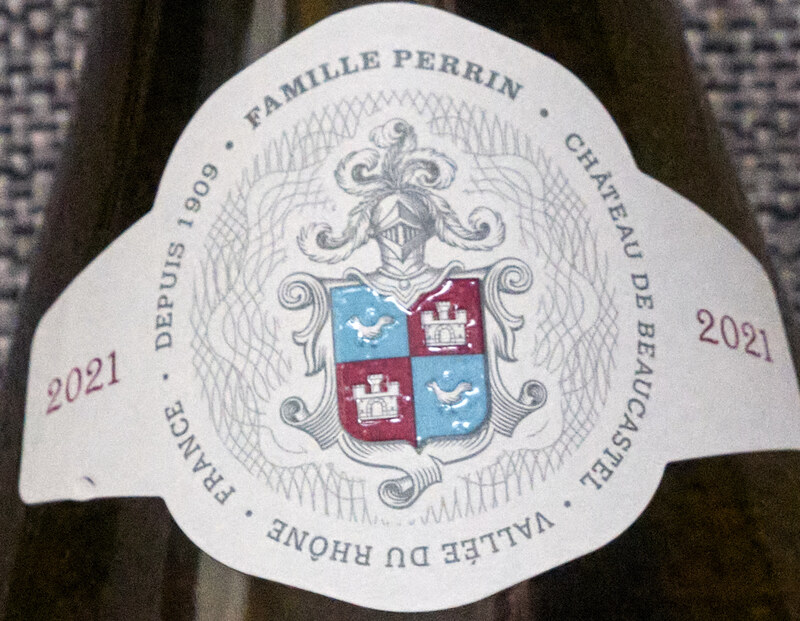 FAMILLE PERRIN • CHÂTEAU DE BEAUCASTEL • VALLÉE DU RHÔNE • FRANCE • DEPUIS 1909 •
2021
2021